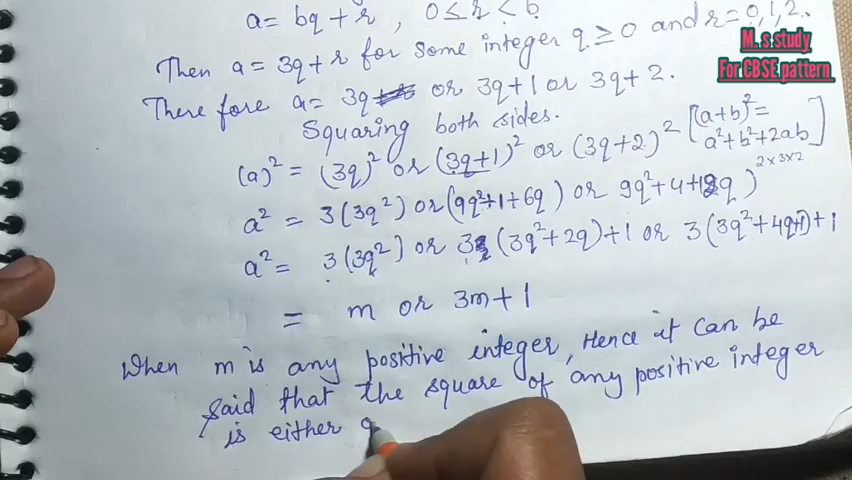 a = bq + r , 0 ≤ r < b
Then a = 3q + r for some integer q ≥ 0 and r = 0, 1, 2.
There fore a = 3q or 3q + 1 or 3q + 2.
Squaring both sides.
(a)² = (3q)² or (3q+1)² or (3q+2)² [(a+b)² = a² + b² + 2ab]
2×3×2
a² = 3(3q²) or (9q²+1+6q) or 9q²+4+12q)
a² = 3(3q²) or 3(3q²+2q)+1 or 3(3q²+4q+1)+1
= m or 3m+1
When m is any positive integer, Hence it can be
said that the square of any positive integer
is either
M. s study
For CBSE pattern